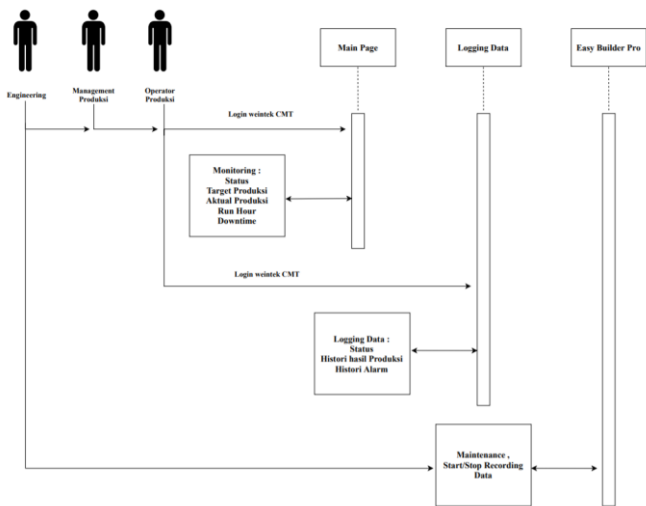 Main Page
Logging Data
Easy Builder Pro
Engineering
Management
Produksi
Operator
Produksi
Login weintek CMT
Monitoring :
Status
Target Produksi
Aktual Produksi
Run Hour
Downtime
Login weintek CMT
Logging Data :
Status
Histori hasil Produksi
Histori Alarm
Maintenance ,
Start/Stop Recording
Data